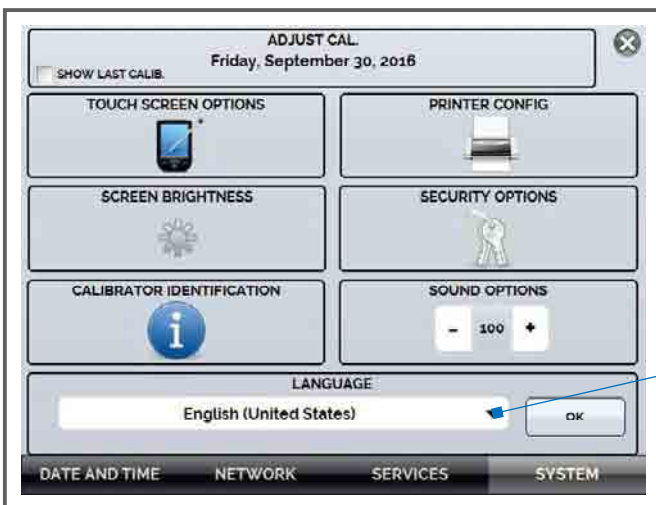 ADJUST CAL.
Friday, September 30, 2016
SHOW LAST CALIB.
TOUCH SCREEN OPTIONS
PRINTER CONFIG
SCREEN BRIGHTNESS
SECURITY OPTIONS
CALIBRATOR IDENTIFICATION
SOUND OPTIONS
- 100 +
LANGUAGE
English (United States)
OK
DATE AND TIME NETWORK SERVICES SYSTEM